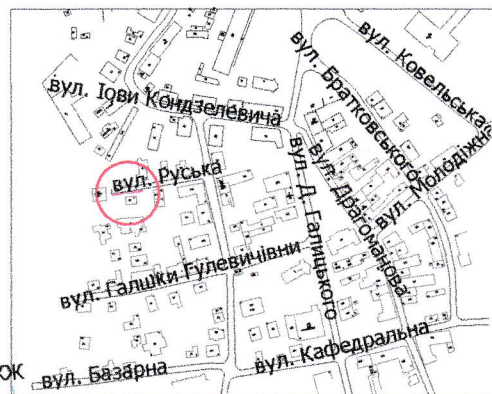 вул. Ковельська
вул. Братковського
вул. Іови Кондзелевича
вул. Молодіжна
вул. Драгоманова
вул. Руська
вул. Д. Галицького
вул. Галшки Гулевичівни
вул. Кафедральна
ОЖ
вул. Базарна